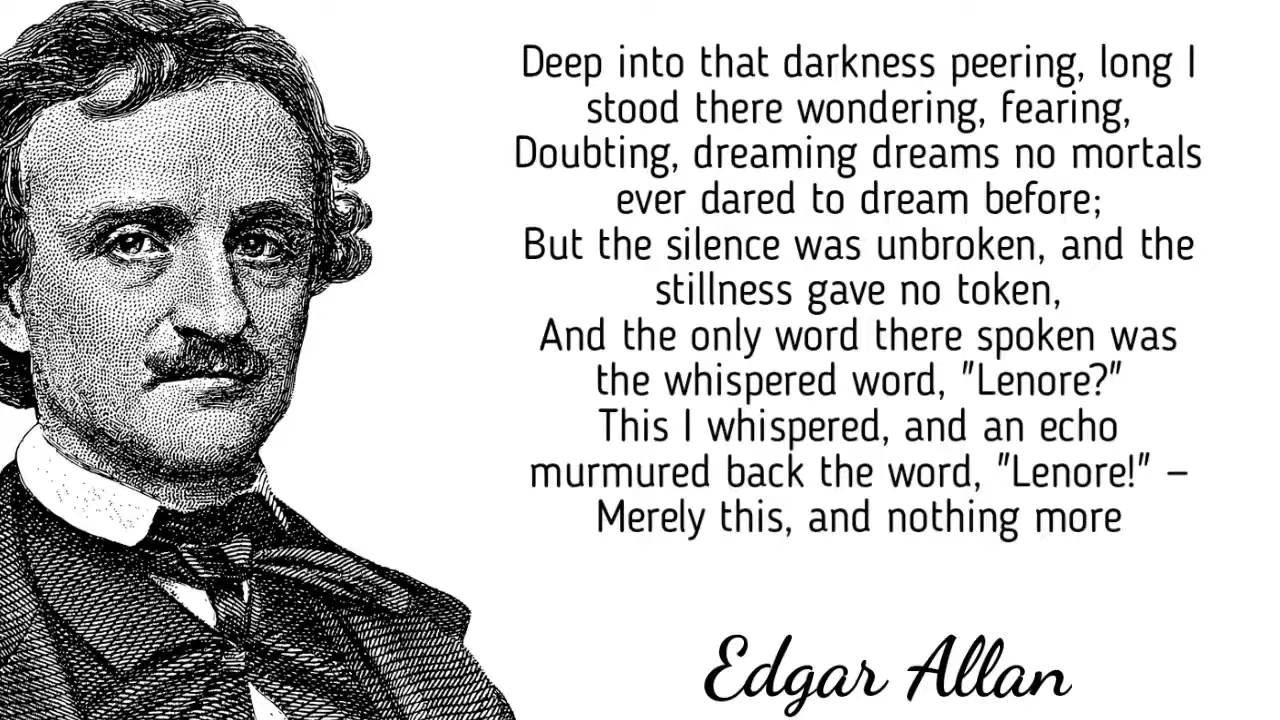 Deep into that darkness peering, long I
stood there wondering, fearing,
Doubting, dreaming dreams no mortals
ever dared to dream before;
But the silence was unbroken, and the
stillness gave no token,
And the only word there spoken was
the whispered word, "Lenore?"
This I whispered, and an echo
murmured back the word, "Lenore!" –
Merely this, and nothing more
Edgar Allan